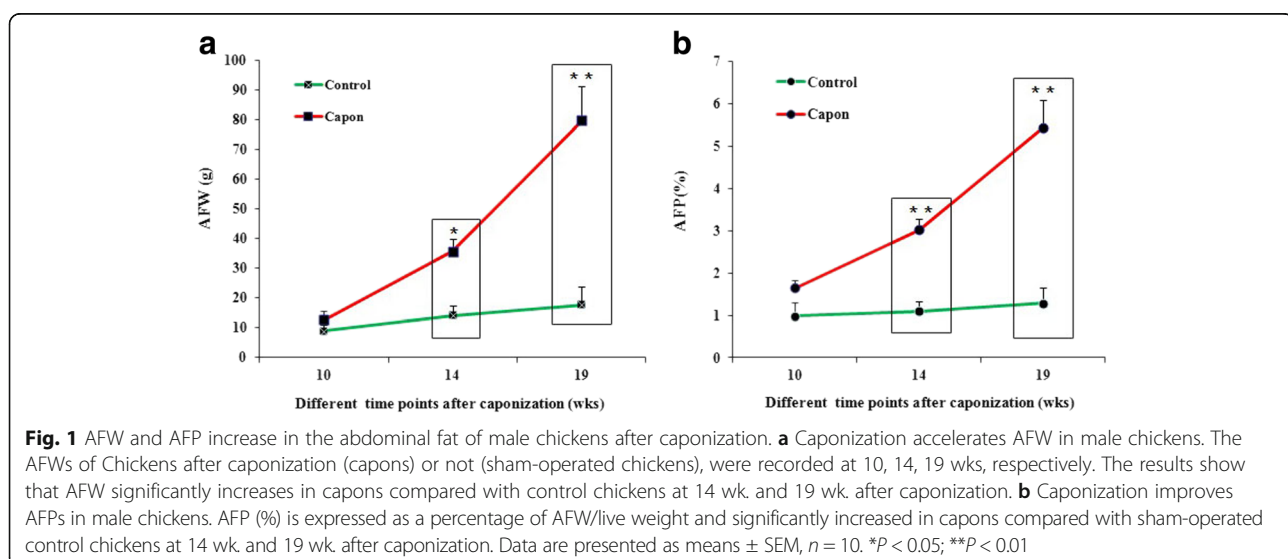 a
b
100
90
80
70
60
50
40
30
20
10
0
AFW (g)
Control
Capon
*
* *
10 14 19
Different time points after caponization (wks)
7
6
5
4
3
2
1
0
AFP(%)
Control
Capon
* *
* *
10 14 19
Different time points after caponization (wks)
Fig. 1 AFW and AFP increase in the abdominal fat of male chickens after caponization. a Caponization accelerates AFW in male chickens. The
AFWs of Chickens after caponization (capons) or not (sham-operated chickens), were recorded at 10, 14, 19 wks, respectively. The results show
that AFW significantly increases in capons compared with control chickens at 14 wk. and 19 wk. after caponization. b Caponization improves
AFPs in male chickens. AFP (%) is expressed as a percentage of AFW/live weight and significantly increased in capons compared with sham-operated
control chickens at 14 wk. and 19 wk. after caponization. Data are presented as means ± SEM, n = 10. *P < 0.05; **P < 0.01